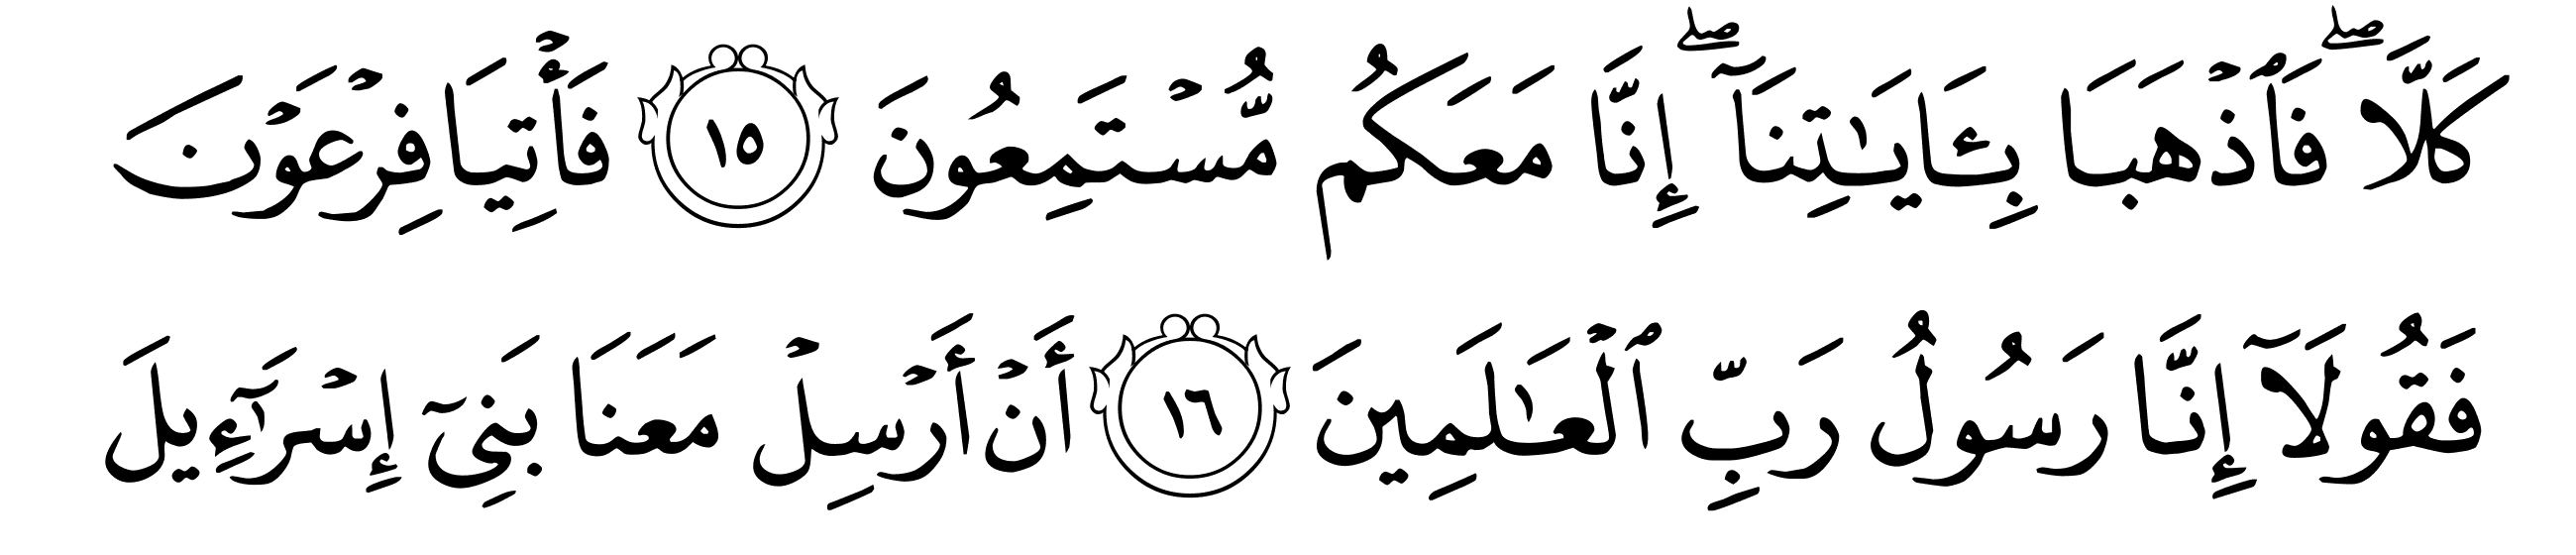 كَلَّاۖ فَٱذۡهَبَا بِـَٔايَٰتِنَآۖ إِنَّا مَعَكُم مُّسۡتَمِعُونَ ١٥ فَأۡتِيَا فِرۡعَوۡنَ
فَقُولَآ إِنَّا رَسُولُ رَبِّ ٱلۡعَٰلَمِينَ ١٦ أَنۡ أَرۡسِلۡ مَعَنَا بَنِيٓ إِسۡرَٰٓءِيلَ